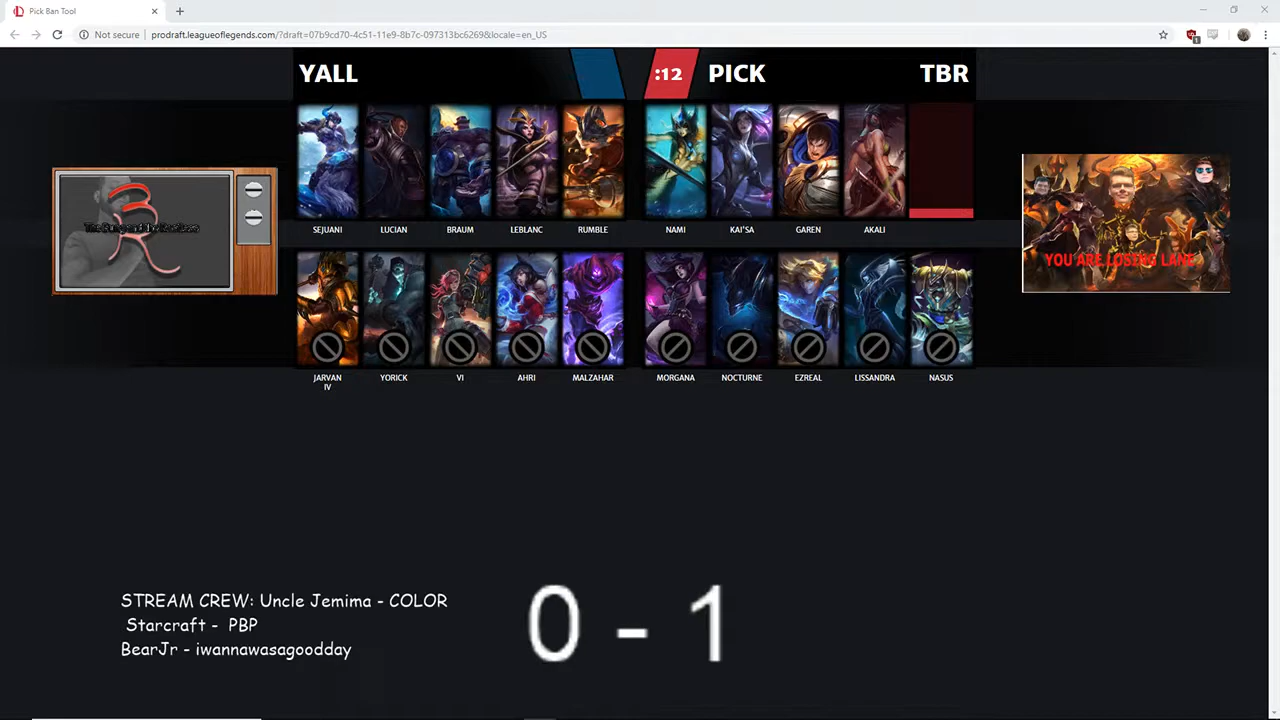 Pick Ban Tool
Not secure | prodraft.leagueoflegends.com/?draft=07b9cd70-4c51-11e9-8b7c-097313bc6269&locale=en_US
1
YALL :12 PICK TBR
SEJUANI LUCIAN BRAUM LEBLANC RUMBLE NAMI KAI'SA GAREN AKALI
YOU ARE LOSING LANE
JARVAN IV YORICK VI AHRI MALZAHAR MORGANA NOCTURNE EZREAL LISSANDRA NASUS
STREAM CREW: Uncle Jemima - COLOR
Starcraft - PBP
BearJr - iwannawasagoodday
0 - 1